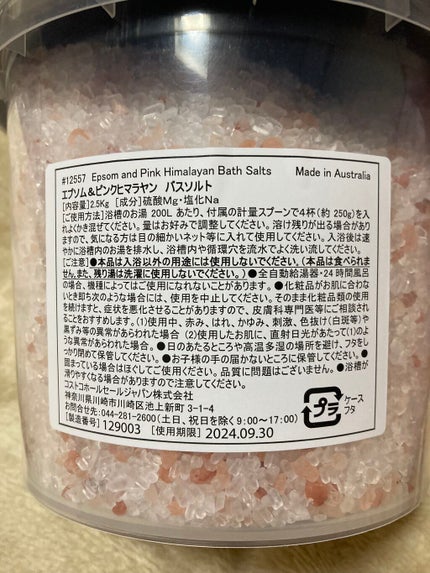 #12557 Epsom and Pink Himalayan Bath Salts Made in Australia
エプソム&ピンクヒマラヤン バスソルト
[内容量]2.5Kg [成分]硫酸Mg・塩化Na
[ご使用方法]浴槽のお湯 200L あたり、付属の計量スプーンで4杯(約 250g)を入
れよくかき混ぜてください。量はお好みで調整してください。溶け残りが出る場合があり
ますので、気になる方は目の細かいネット等に入れて使用してください。入浴後は速
やかに浴槽内のお湯を排水し、浴槽内や循環穴を流水でよく洗い流してください。
[ご注意]●本品は入浴以外の用途には使用しないでください。(本品は食べられ
ません。また、残り湯は洗濯に使用しないでください。)●全自動給湯器・24時間風呂
の場合、機種によってはご使用になれないことがあります。●化粧品がお肌に合わな
いとき即ち次のような場合には、使用を中止してください。そのまま化粧品類の使用
を続けますと、症状を悪化させることがありますので、皮膚科専門医等にご相談され
ることをおすすめします。(1)使用中、赤み、はれ、かゆみ、刺激、色抜け(白斑等)や
黒ずみ等の異常があらわれた場合 (2)使用したお肌に、直射日光があたって(1)のよ
うな異常があらわれた場合。●日のあたるところや高温多湿の場所を避け、フタをし
っかり閉めて保管してください。●お子様の手の届かないところに保管してください。●
固まっている場合はほぐしてご使用ください。品質に問題はございません。●浴槽が
滑りやすくなる場合がありますので注意してください。
コストコホールセールジャパン株式会社
神奈川県川崎市川崎区池上新町 3-1-4
お問合せ先: 044-281-2600(土日、祝日を除く9:00~17:00)
[製造番号] 129003 [使用期限] 2024.09.30
プラ
ケース
フタ